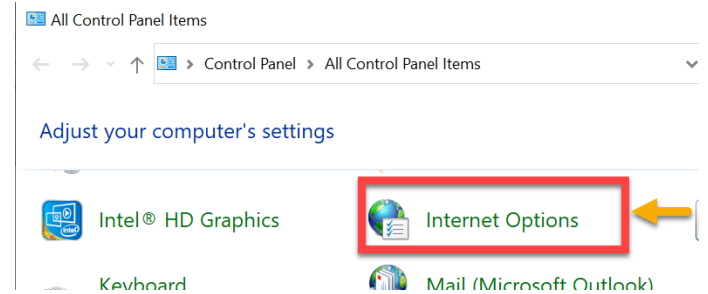 All Control Panel Items
Control Panel > All Control Panel Items
Adjust your computer's settings
Intel® HD Graphics
Internet Options
Keyboard
Mail (Microsoft Outlook)